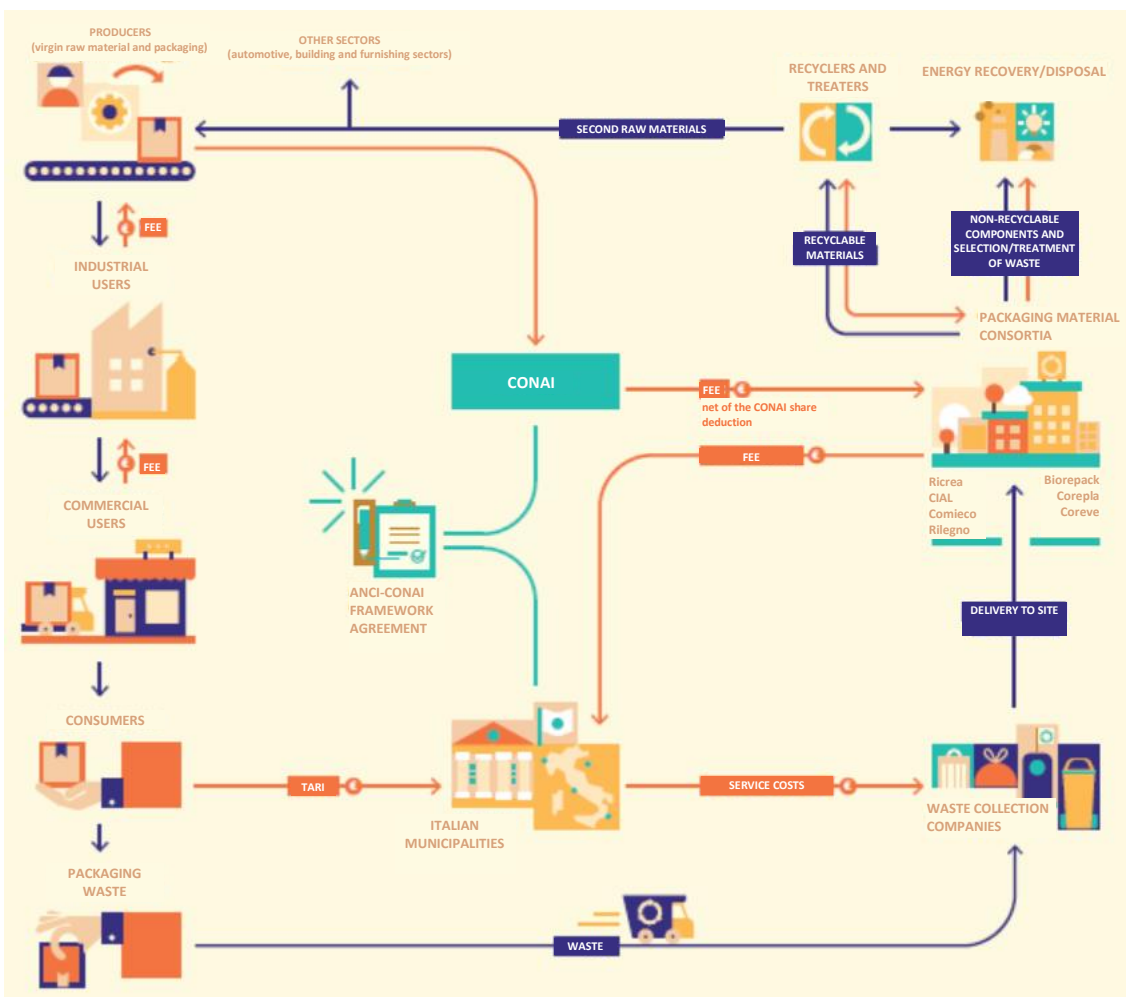 PRODUCERS
(virgin raw material and packaging)
OTHER SECTORS
(automotive, building and furnishing sectors)
RECYCLERS AND
TREATERS
ENERGY RECOVERY/DISPOSAL
SECOND RAW MATERIALS
FEE
INDUSTRIAL
USERS
RECYCLABLE
MATERIALS
NON-RECYCLABLE
COMPONENTS AND
SELECTION/TREATMENT
OF WASTE
PACKAGING MATERIAL
CONSORTIA
CONAI
FEE
net of the CONAI share
deduction
FEE
FEE
COMMERCIAL
USERS
Ricrea
CIAL
Comieco
Rilegno
Biorepack
Corepla
Coreve
ANCI-CONAI
FRAMEWORK
AGREEMENT
DELIVERY TO SITE
CONSUMERS
TARI
ITALIAN
MUNICIPALITIES
SERVICE COSTS
WASTE COLLECTION
COMPANIES
PACKAGING
WASTE
WASTE